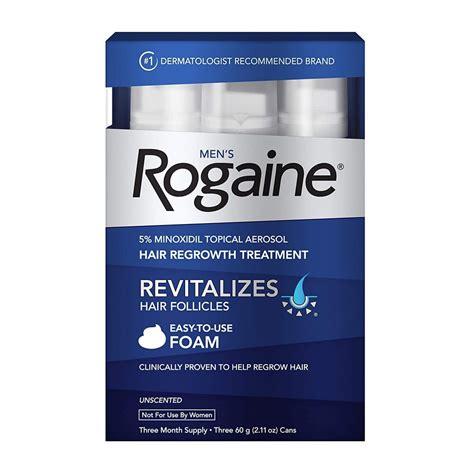 #1 DERMATOLOGIST RECOMMENDED BRAND
MEN'S
Rogaine®
5% MINOXIDIL TOPICAL AEROSOL
HAIR REGROWTH TREATMENT
REVITALIZES
HAIR FOLLICLES
EASY-TO-USE
FOAM
CLINICALLY PROVEN TO HELP REGROW HAIR
UNSCENTED
Not For Use By Women
Three Month Supply • Three 60 g (2.11 oz) Cans